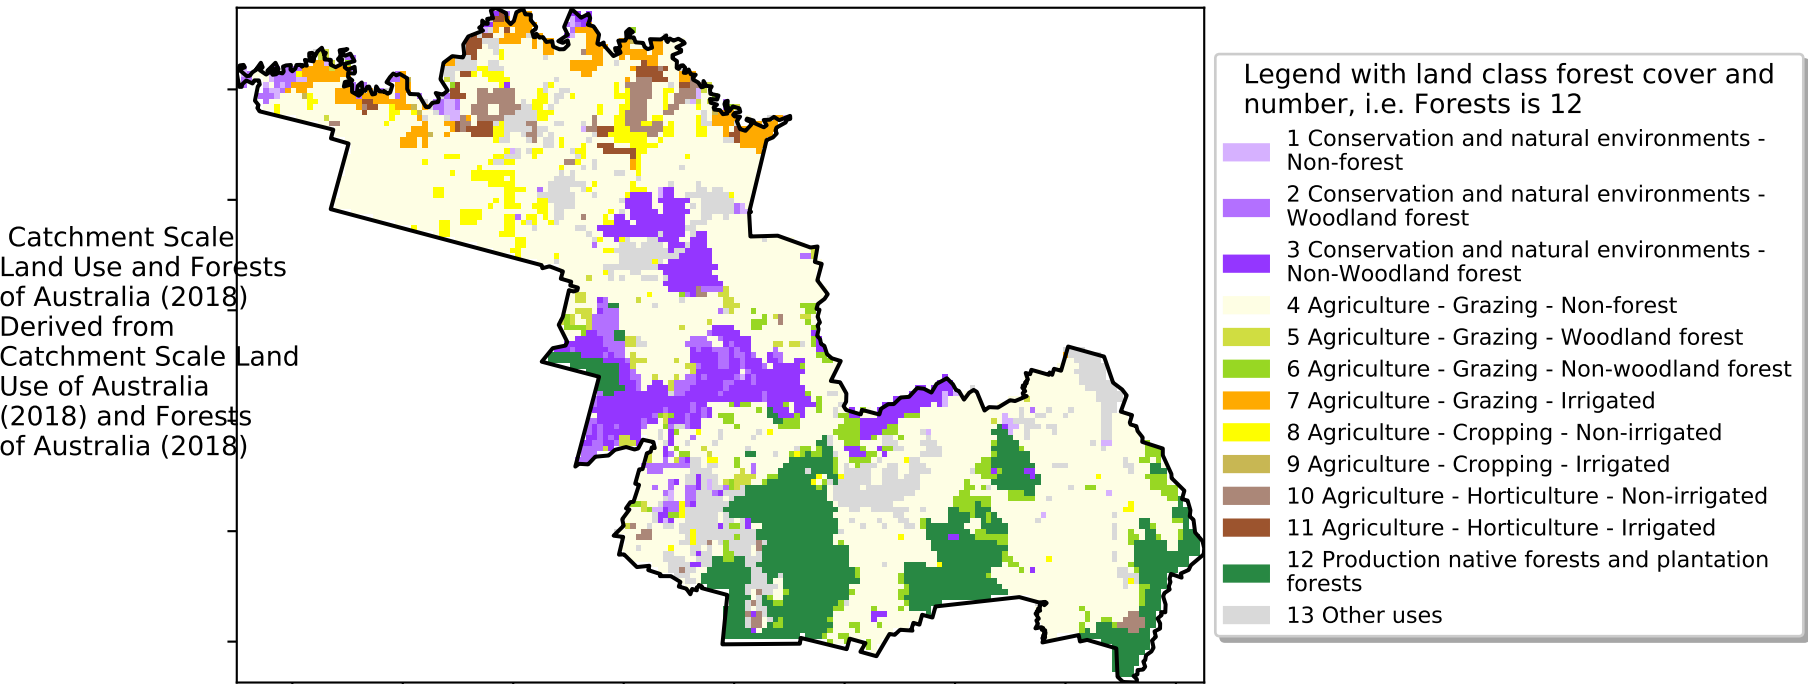 Catchment Scale
Land Use and Forests
of Australia (2018)
Derived from
Catchment Scale Land
Use of Australia
(2018) and Forests
of Australia (2018)
Legend with land class forest cover and
number, i.e. Forests is 12
1 Conservation and natural environments -
Non-forest
2 Conservation and natural environments -
Woodland forest
3 Conservation and natural environments -
Non-Woodland forest
4 Agriculture - Grazing - Non-forest
5 Agriculture - Grazing - Woodland forest
6 Agriculture - Grazing - Non-woodland forest
7 Agriculture - Grazing - Irrigated
8 Agriculture - Cropping - Non-irrigated
9 Agriculture - Cropping - Irrigated
10 Agriculture - Horticulture - Non-irrigated
11 Agriculture - Horticulture - Irrigated
12 Production native forests and plantation
forests
13 Other uses